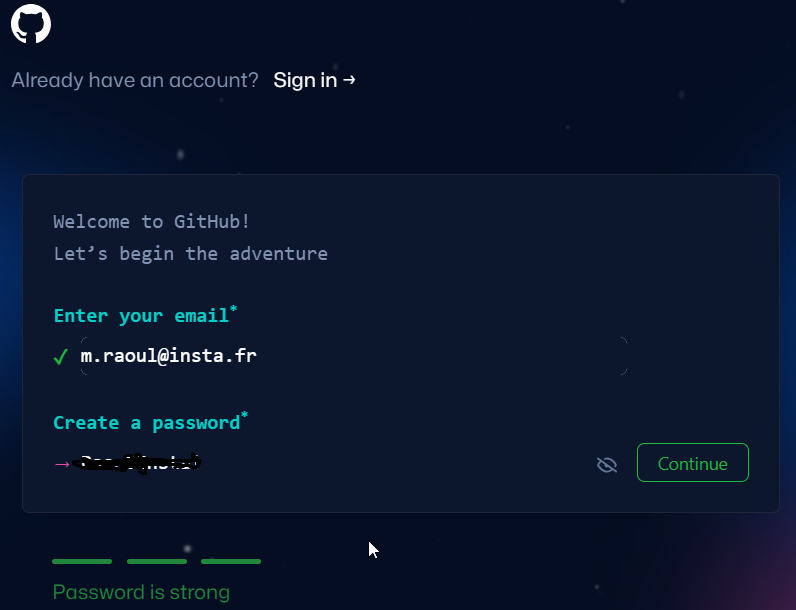 Already have an account? Sign in →
Welcome to GitHub!
Let’s begin the adventure
Enter your email*
✓ m.raoul@insta.fr
Create a password*
→
Continue
Password is strong